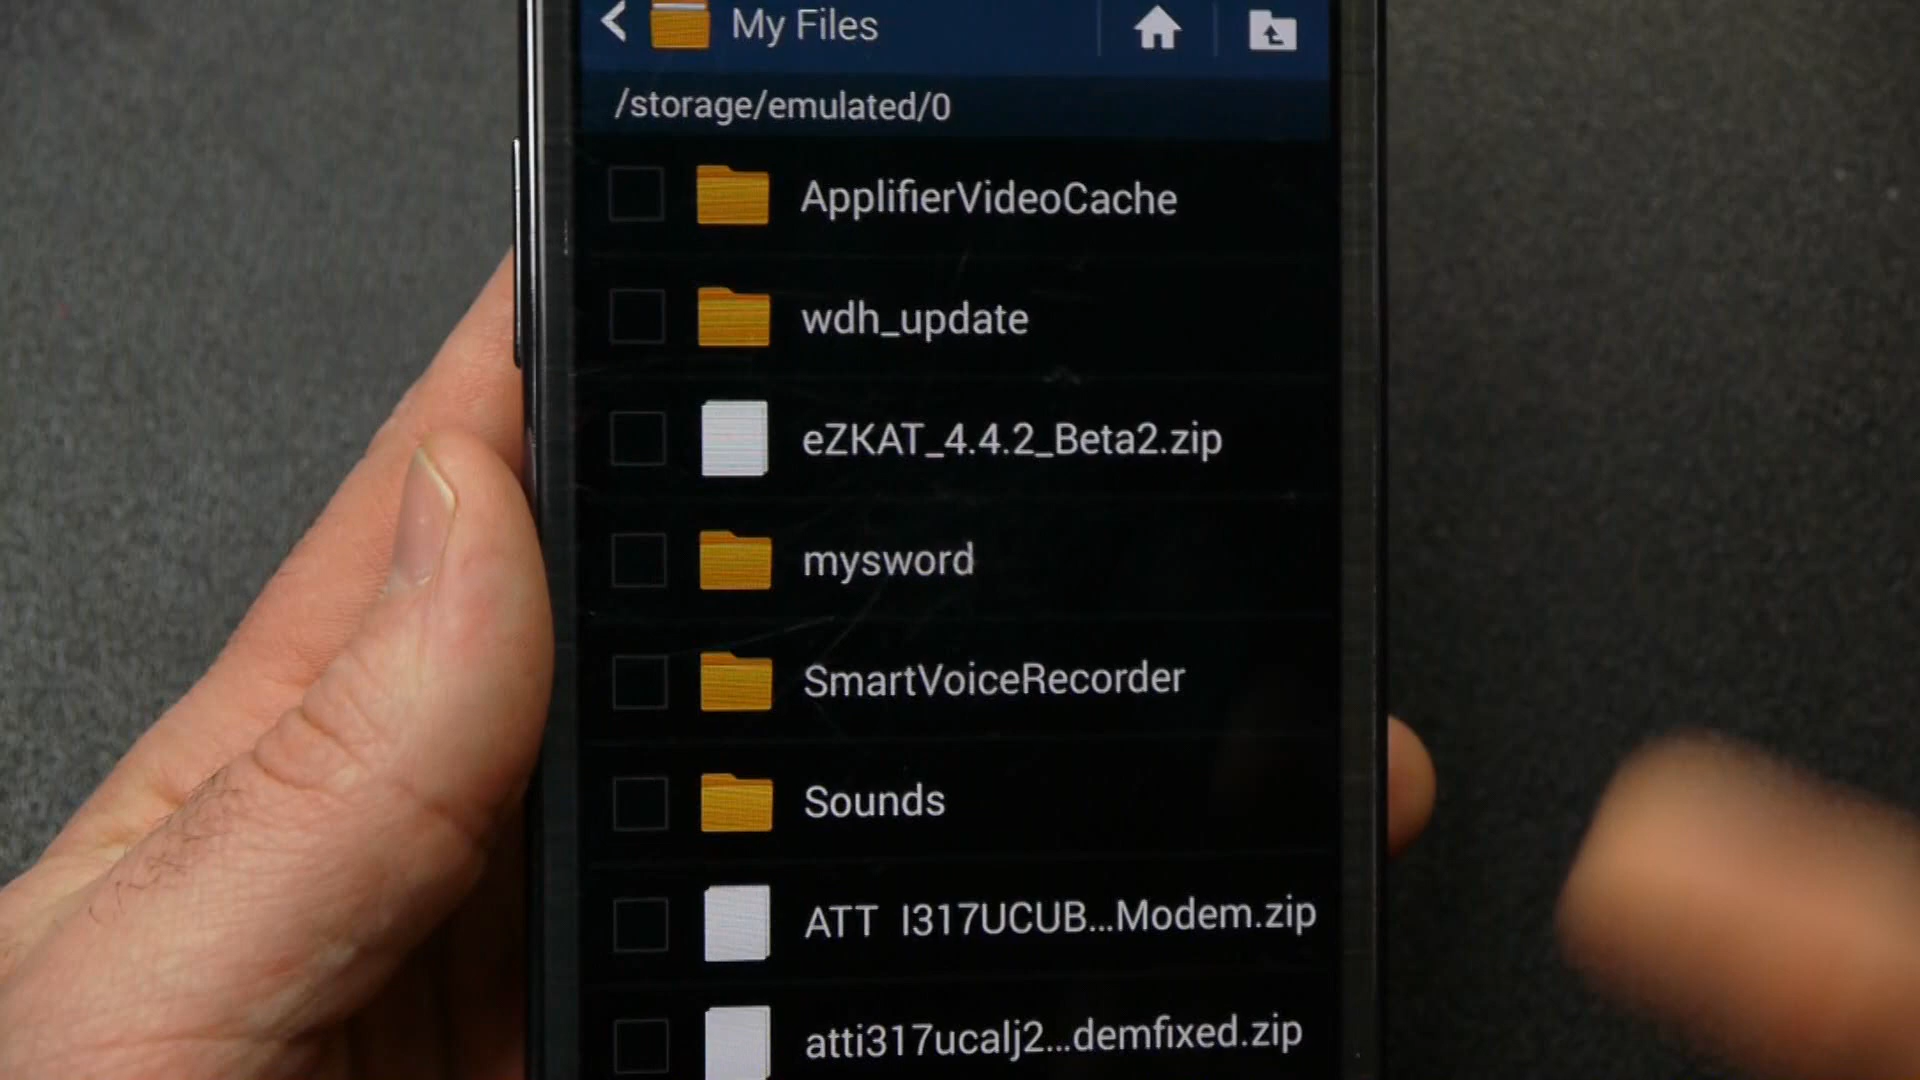 My Files
/storage/emulated/0
ApplifierVideoCache
wdh_update
eZKAT_4.4.2_Beta2.zip
mysword
SmartVoiceRecorder
Sounds
ATT I317UCUB...Modem.zip
atti317ucalj2...demfixed.zip